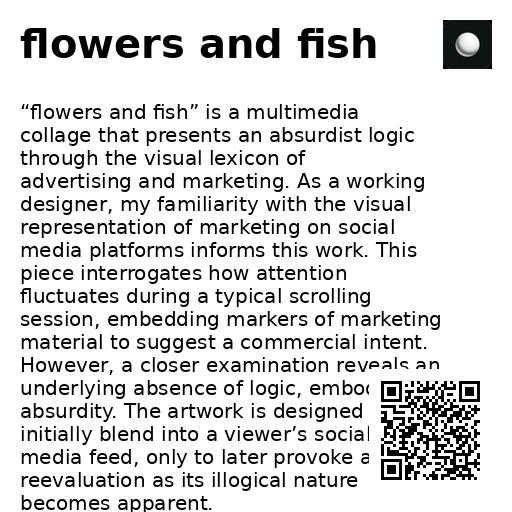 flowers and fish
“flowers and fish” is a multimedia
collage that presents an absurdist logic
through the visual lexicon of
advertising and marketing. As a working
designer, my familiarity with the visual
representation of marketing on social
media platforms informs this work. This
piece interrogates how attention
fluctuates during a typical scrolling
session, embedding markers of marketing
material to suggest a commercial intent.
However, a closer examination reveals an
underlying absence of logic,
absurdity. The artwork is designed
initially blend into a viewer’s social
media feed, only to later provoke a
reevaluation as its illogical nature
becomes apparent.